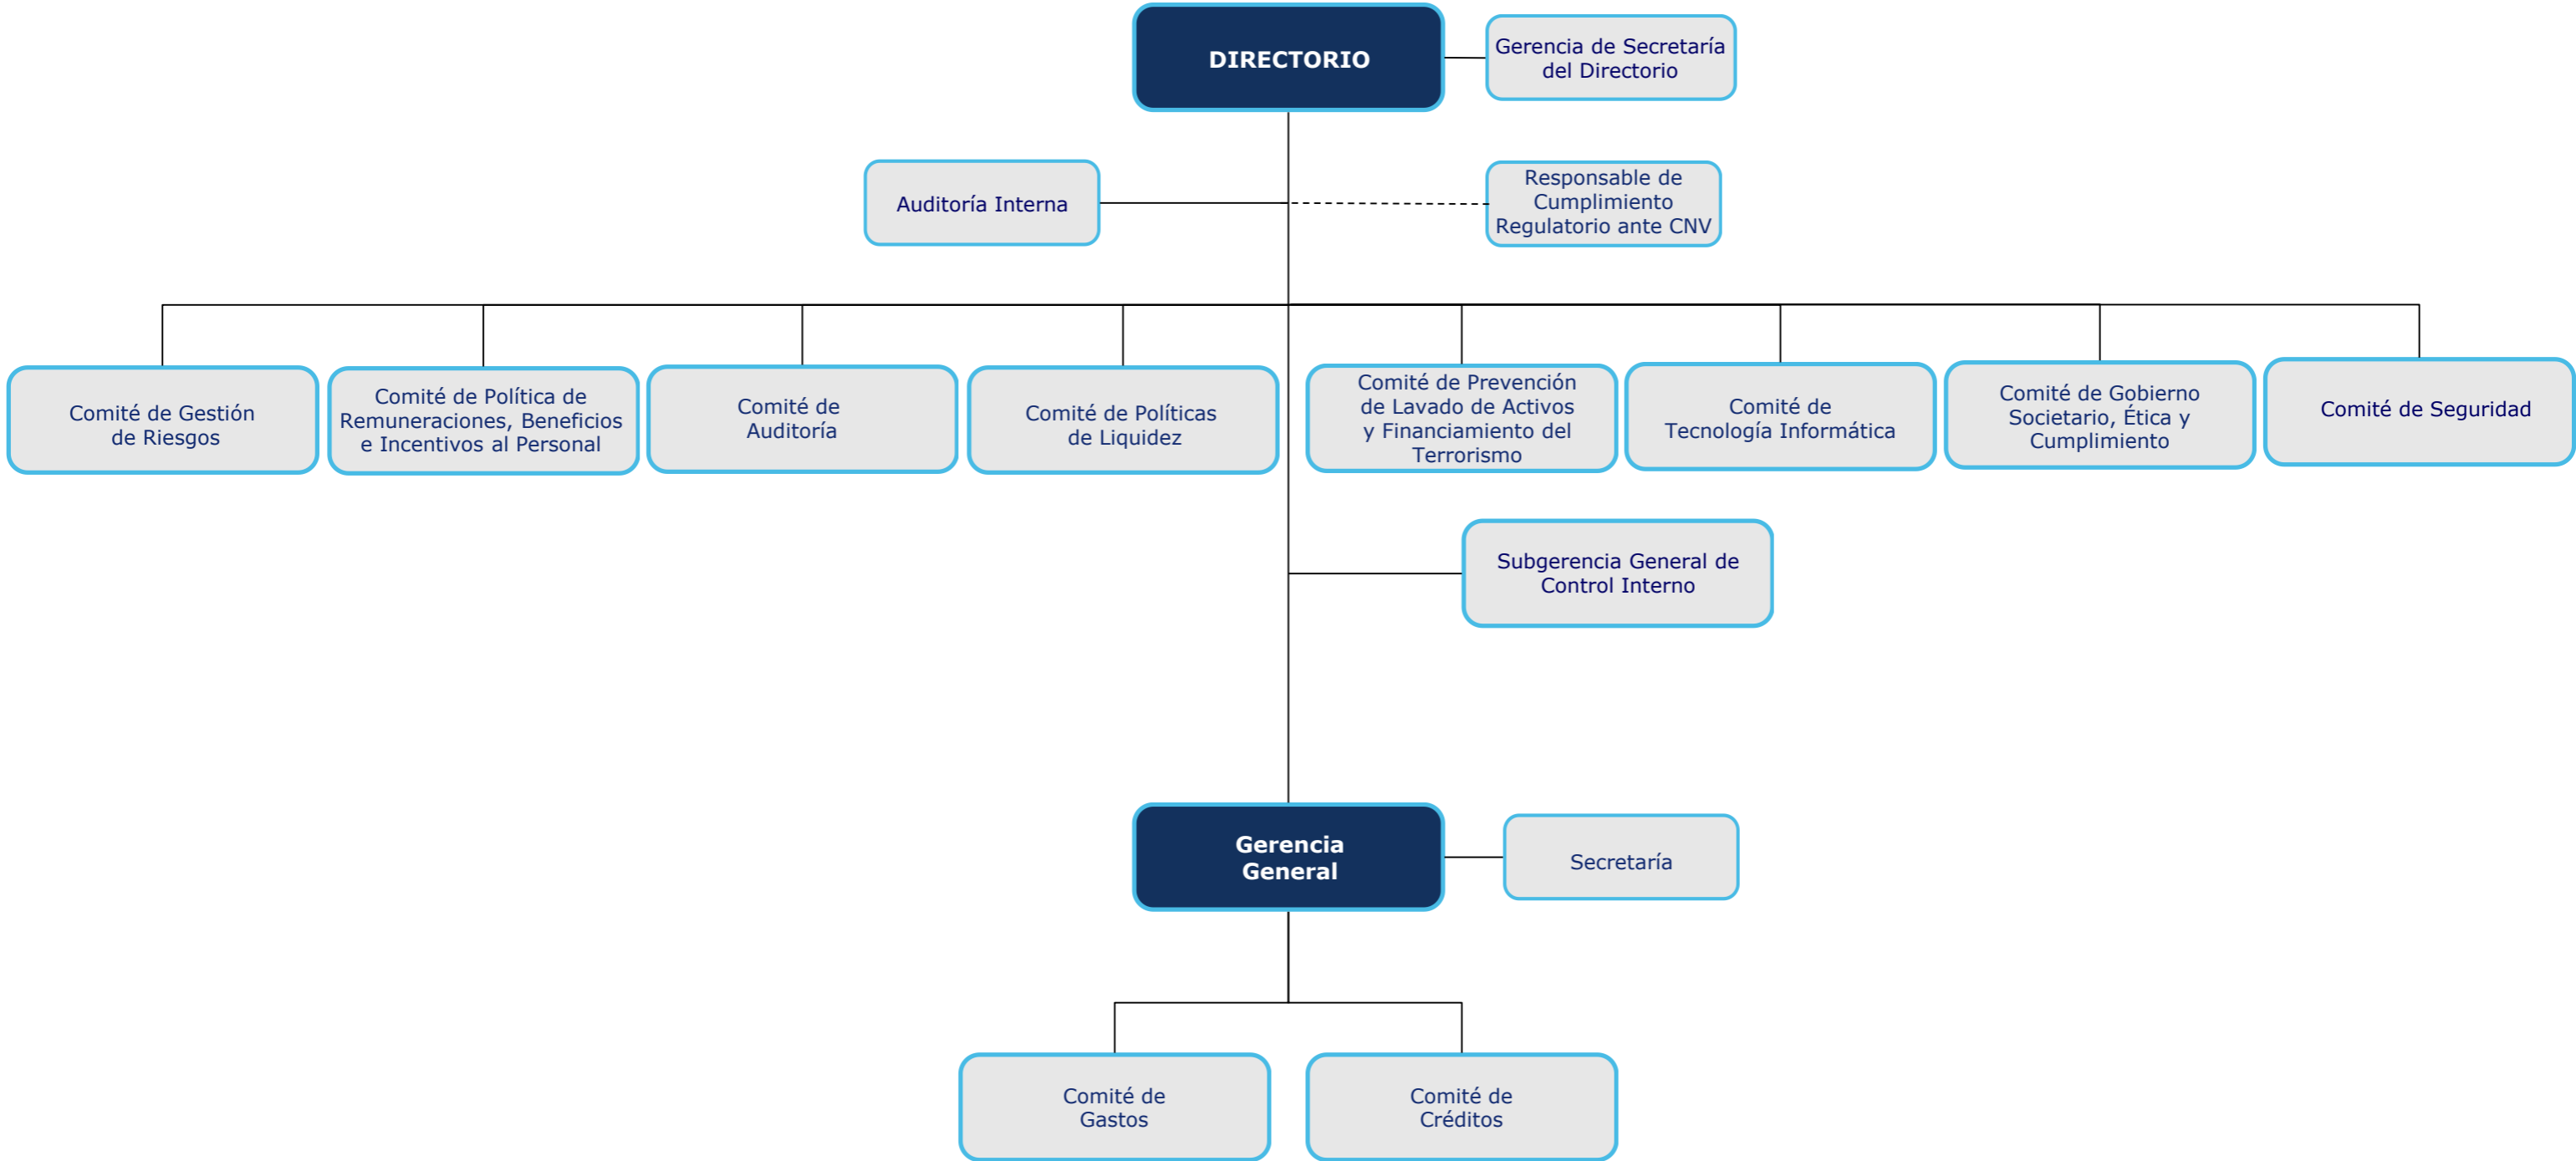 DIRECTORIO
Gerencia de Secretaría
del Directorio
Auditoría Interna
Responsable de
Cumplimiento
Regulatorio ante CNV
Comité de Gestión
de Riesgos
Comité de Política de
Remuneraciones, Beneficios
e Incentivos al Personal
Comité de
Auditoría
Comité de Políticas
de Liquidez
Comité de Prevención
de Lavado de Activos
y Financiamiento del
Terrorismo
Comité de
Tecnología Informática
Comité de Gobierno
Societario, Ética y
Cumplimiento
Comité de Seguridad
Subgerencia General de
Control Interno
Gerencia
General
Secretaría
Comité de
Gastos
Comité de
Créditos